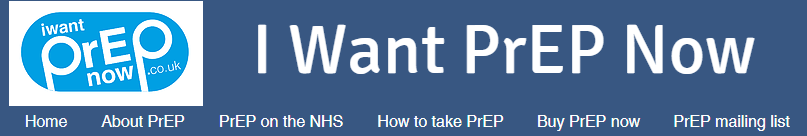 iwant
PrEP
now.co.uk
I Want PrEP Now
Home About PrEP PrEP on the NHS How to take PrEP Buy PrEP now PrEP mailing list